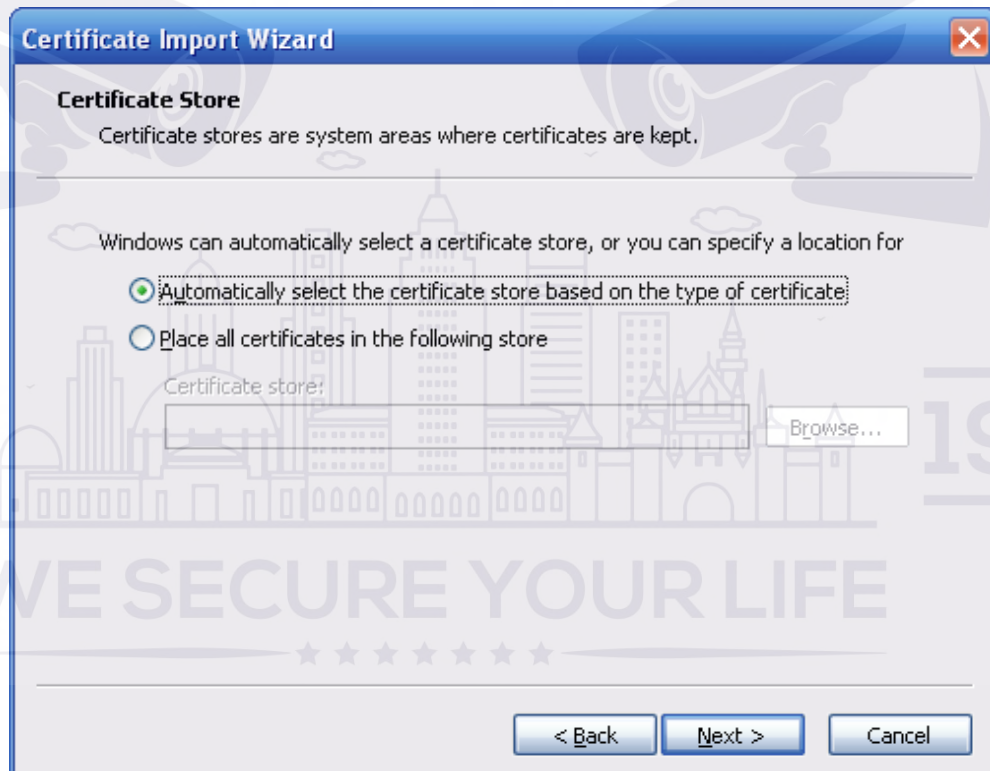 Certificate Import Wizard
Certificate Store
Certificate stores are system areas where certificates are kept.
Windows can automatically select a certificate store, or you can specify a location for
Automatically select the certificate store based on the type of certificate
Place all certificates in the following store
Certificate store:
Browse...
19
WE SECURE YOUR LIFE
< Back
Next >
Cancel